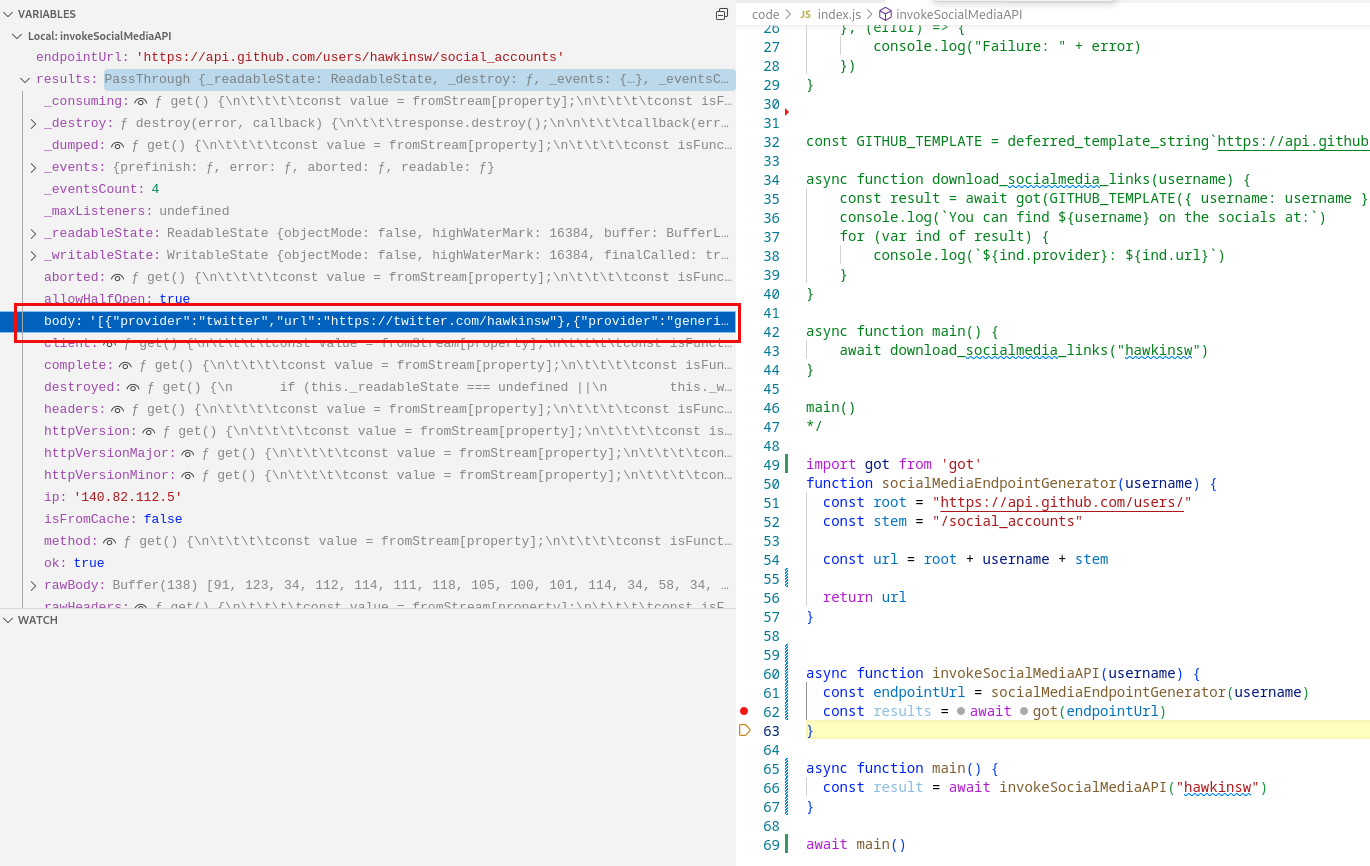 VARIABLES
Local: invokeSocialMediaAPI
endpointUrl: 'https://api.github.com/users/hawkinsw/social_accounts'
results: PassThrough {_readableState: ReadableState, _destroy: ƒ, _events: {…}, _eventsC…
_consuming: ƒ get() {\n\t\t\t\tconst value = fromStream[property];\n\t\t\t\tconst isF…
_destroy: ƒ destroy(error, callback) {\n\t\t\tresponse.destroy();\n\n\t\t\tcallback(err…
_dumped: ƒ get() {\n\t\t\t\tconst value = fromStream[property];\n\t\t\t\tconst isFunc…
_events: {prefinish: ƒ, error: ƒ, aborted: ƒ, readable: ƒ}
_eventsCount: 4
_maxListeners: undefined
_readableState: ReadableState {objectMode: false, highWaterMark: 16384, buffer: BufferL…
_writableState: WritableState {objectMode: false, highWaterMark: 16384, finalCalled: tr…
aborted: ƒ get() {\n\t\t\t\tconst value = fromStream[property];\n\t\t\t\tconst isFunc…
allowHalfOpen: true
body: '[{"provider":"twitter","url":"https://twitter.com/hawkinsw"},{"provider":"generi…
client: ƒ get() {\n\t\t\t\tconst value = fromStream[property];\n\t\t\t\tconst isFunct…
complete: ƒ get() {\n\t\t\t\tconst value = fromStream[property];\n\t\t\t\tconst isFun…
destroyed: ƒ get() {\n      if (this._readableState === undefined ||\n        this._w…
headers: ƒ get() {\n\t\t\t\tconst value = fromStream[property];\n\t\t\t\tconst isFunc…
httpVersion: ƒ get() {\n\t\t\t\tconst value = fromStream[property];\n\t\t\t\tconst is…
httpVersionMajor: ƒ get() {\n\t\t\t\tconst value = fromStream[property];\n\t\t\t\tcon…
httpVersionMinor: ƒ get() {\n\t\t\t\tconst value = fromStream[property];\n\t\t\t\tcon…
ip: '140.82.112.5'
isFromCache: false
method: ƒ get() {\n\t\t\t\tconst value = fromStream[property];\n\t\t\t\tconst isFunct…
ok: true
rawBody: Buffer(138) [91, 123, 34, 112, 114, 111, 118, 105, 100, 101, 114, 34, 58, 34, …
rawHeaders: ƒ get() {\n\t\t\t\tconst value = fromStream[property];\n\t\t\t\tconst isF…
WATCH
code > JS index.js > invokeSocialMediaAPI
26 }, (error) => {
27 console.log("Failure: " + error)
28 })
29 }
30
31
32 const GITHUB_TEMPLATE = deferred_template_string`https://api.github
33
34 async function download_socialmedia_links(username) {
35 const result = await got(GITHUB_TEMPLATE({ username: username }
36 console.log(`You can find ${username} on the socials at:`)
37 for (var ind of result) {
38 console.log(`${ind.provider}: ${ind.url}`)
39 }
40 }
41
42 async function main() {
43 await download_socialmedia_links("hawkinsw")
44 }
45
46 main()
47 */
48
49 import got from 'got'
50 function socialMediaEndpointGenerator(username) {
51 const root = "https://api.github.com/users/"
52 const stem = "/social_accounts"
53
54 const url = root + username + stem
55
56 return url
57 }
58
59
60 async function invokeSocialMediaAPI(username) {
61 const endpointUrl = socialMediaEndpointGenerator(username)
62 const results = await got(endpointUrl)
63 }
64
65 async function main() {
66 const result = await invokeSocialMediaAPI("hawkinsw")
67 }
68
69 await main()